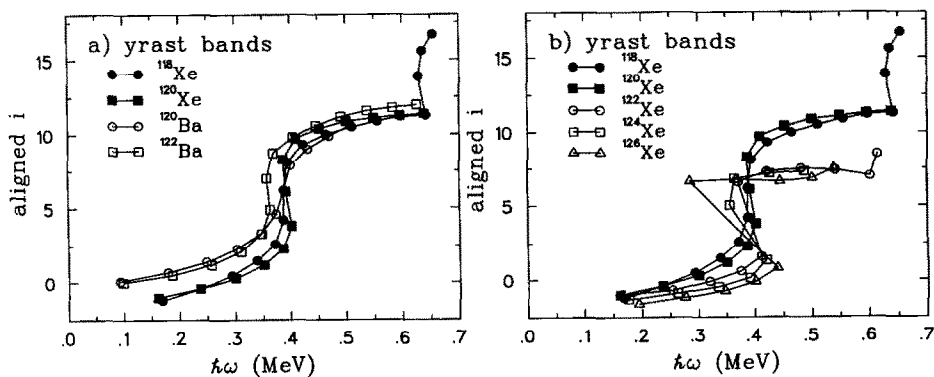 a) yrast bands
¹¹⁸Xe
¹²⁰Xe
¹²⁰Ba
¹²²Ba
aligned i
15
10
5
0
.0 .1 .2 .3 .4 .5 .6 .7
ℏω (MeV)
b) yrast bands
¹¹⁸Xe
¹²⁰Xe
¹²²Xe
¹²⁴Xe
¹²⁶Xe
aligned i
15
10
5
0
.0 .1 .2 .3 .4 .5 .6 .7
ℏω (MeV)